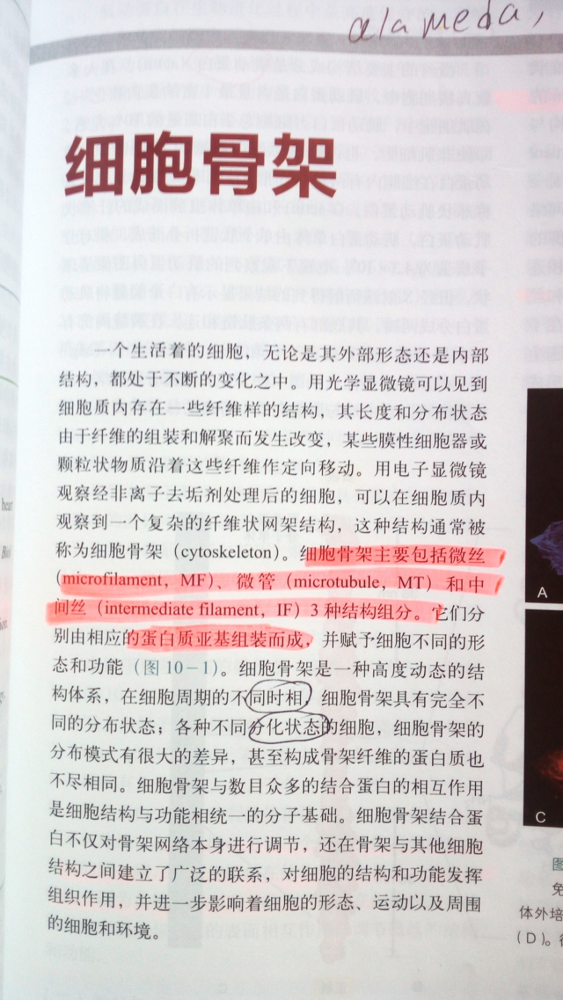 alameda,
细胞骨架
一个生活着的细胞，无论是其外部形态还是内部
结构，都处于不断的变化之中。用光学显微镜可以见到
细胞质内存在一些纤维样的结构，其长度和分布状态
由于纤维的组装和解聚而发生改变，某些膜性细胞器或
颗粒状物质沿着这些纤维作定向移动。用电子显微镜
观察经非离子去垢剂处理后的细胞，可以在细胞质内
观察到一个复杂的纤维状网架结构，这种结构通常被
称为细胞骨架（cytoskeleton）。细胞骨架主要包括微丝
（microfilament，MF）、微管（microtubule，MT）和中
间丝（intermediate filament，IF）3 种结构组分。它们分
别由相应的蛋白质亚基组装而成，并赋予细胞不同的形
态和功能（图 10-1）。细胞骨架是一种高度动态的结
构体系，在细胞周期的不同时相，细胞骨架具有完全不
同的分布状态；各种不同分化状态的细胞，细胞骨架的
分布模式有很大的差异，甚至构成骨架纤维的蛋白质也
不尽相同。细胞骨架与数目众多的结合蛋白的相互作用
是细胞结构与功能相统一的分子基础。细胞骨架结合蛋
白不仅对骨架网络本身进行调节，还在骨架与其他细胞
结构之间建立了广泛的联系，对细胞的结构和功能发挥
组织作用，并进一步影响着细胞的形态、运动以及周围
的细胞和环境。
A
C
图
免
体外培
（D）。